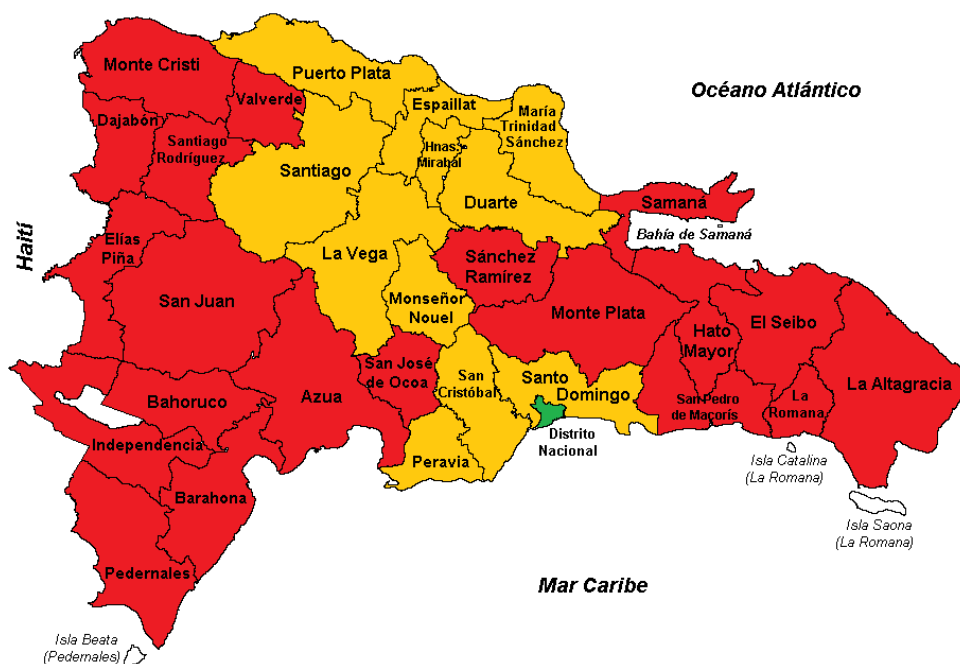 Monte Cristi
Puerto Plata
Océano Atlántico
Valverde
Espaillat
María
Trinidad
Sánchez
Dajabón
Santiago
Rodríguez
Hnas.
Mirabal
Santiago
Duarte
Samaná
Bahía de Samaná
Haití
Elías
Piña
La Vega
Sánchez
Ramírez
San Juan
Monseñor
Nouel
Monte Plata
El Seibo
Hato
Mayor
San José
de Ocoa
San
Cristóbal
Santo
Domingo
La Altagracia
Azua
Bahoruco
San Pedro
de Macorís
La
Romana
Distrito
Nacional
Independencia
Peravia
Isla Catalina
(La Romana)
Barahona
Isla Saona
(La Romana)
Pedernales
Mar Caribe
Isla Beata
(Pedernales)